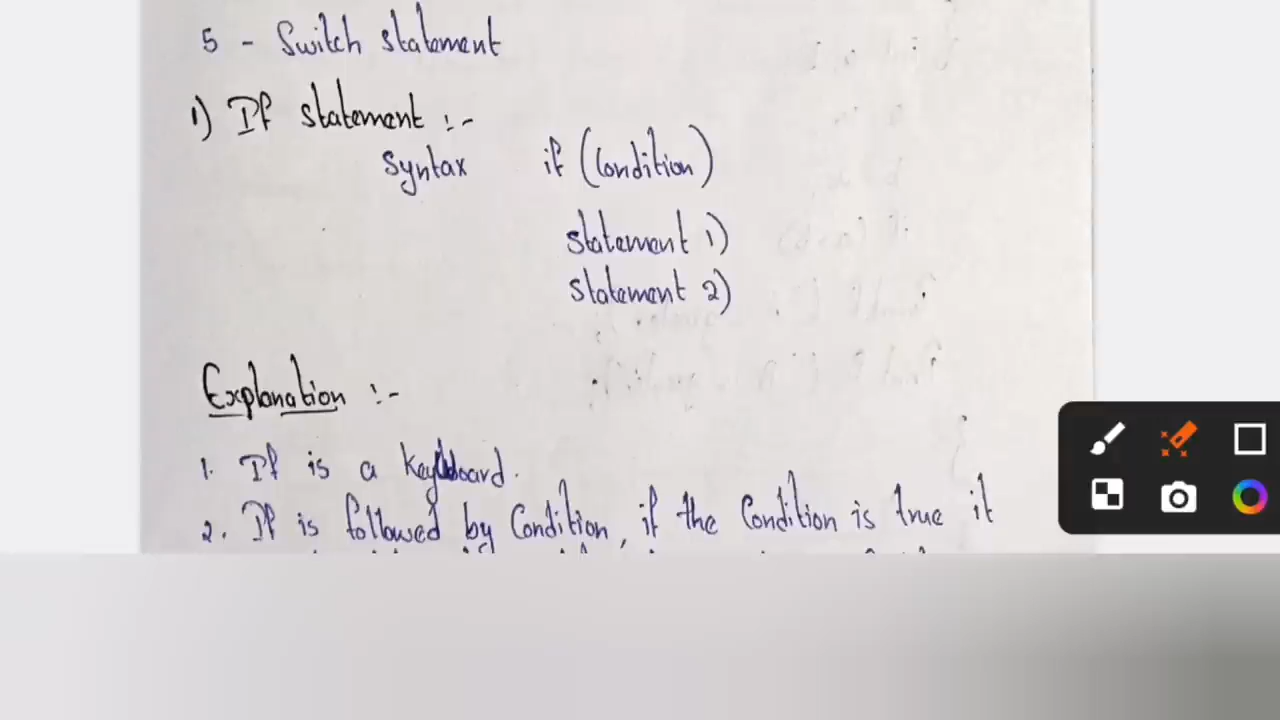 5 - Switch statement
1) If statement :-
Syntax if (Condition)
statement 1)
statement 2)
Explanation :-
1. If is a keyboard.
2. If is followed by Condition, if the Condition is true it